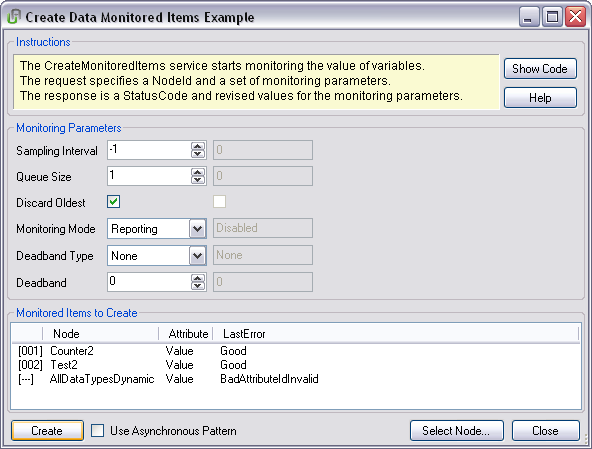 Create Data Monitored Items Example
Instructions
The CreateMonitoredItems service starts monitoring the value of variables.
The request specifies a NodeId and a set of monitoring parameters.
The response is a StatusCode and revised values for the monitoring parameters.
Show Code
Help
Monitoring Parameters
Sampling Interval -1 0
Queue Size 1 0
Discard Oldest
Monitoring Mode Reporting Disabled
Deadband Type None None
Deadband 0 0
Monitored Items to Create
Node Attribute LastError
[001] Counter2 Value Good
[002] Test2 Value Good
[---] AllDataTypesDynamic Value BadAttributeIdInvalid
Create Use Asynchronous Pattern Select Node... Close